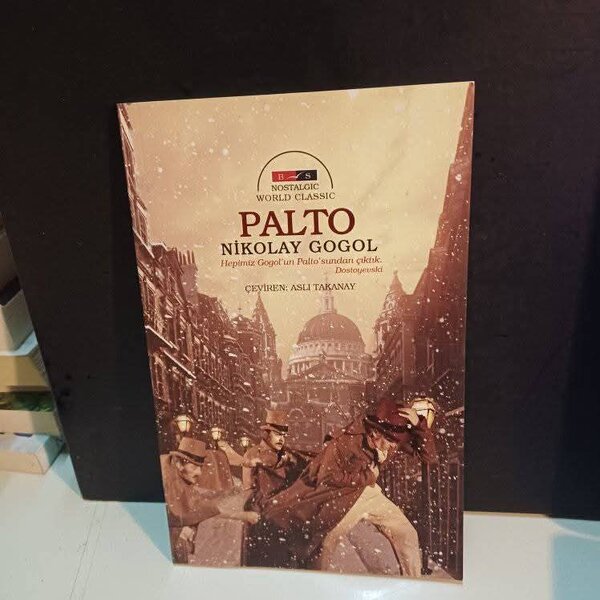 B S
NOSTALGIC
WORLD CLASSIC
PALTO
NİKOLAY GOGOL
Hepimiz Gogol'un Palto'sundan çıktık.
Dostoyevski
ÇEVİREN: ASLI TAKANAY